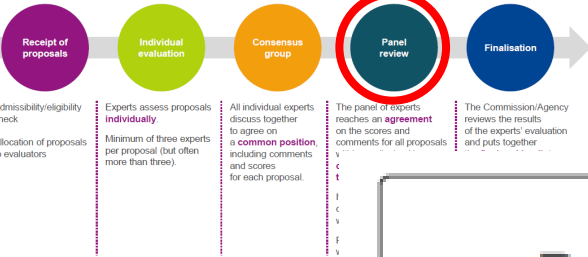 Receipt of
proposals
Individual
evaluation
Consensus
group
Panel
review
Finalisation
dmissibility/eligibility
heck
llocation of proposals
evaluators
Experts assess proposals
individually.
Minimum of three experts
per proposal (but often
more than three).
All individual experts
discuss together
to agree on
a common position,
including comments
and scores
for each proposal.
The panel of experts
reaches an agreement
on the scores and
comments for all proposals
The Commission/Agency
reviews the results
of the experts' evaluation
and puts together